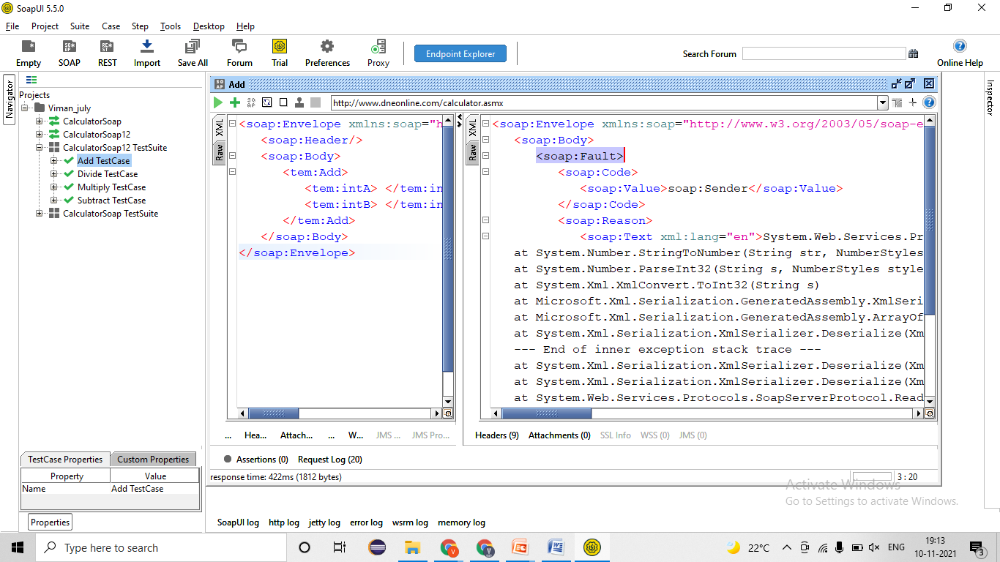 SoapUI 5.5.0
File Project Suite Case Step Tools Desktop Help
Empty SOAP REST Import Save All Forum Trial Preferences Proxy Endpoint Explorer Search Forum Online Help
Navigator
Projects
Viman_july
CalculatorSoap
CalculatorSoap12
CalculatorSoap12 TestSuite
Add TestCase
Divide TestCase
Multiply TestCase
Subtract TestCase
CalculatorSoap TestSuite
TestCase Properties Custom Properties
Property Value
Name Add TestCase
Properties
Add
http://www.dneonline.com/calculator.asmx
XML
Raw
<soap:Envelope xmlns:soap="h
<soap:Header/>
<soap:Body>
<tem:Add>
<tem:intA> </tem:in
<tem:intB> </tem:in
</tem:Add>
</soap:Body>
</soap:Envelope>
... Hea... Attach... ... W... JMS ... JMS Pro...
XML
Raw
<soap:Envelope xmlns:soap="http://www.w3.org/2003/05/soap-e
<soap:Body>
<soap:Fault>
<soap:Code>
<soap:Value>soap:Sender</soap:Value>
</soap:Code>
<soap:Reason>
<soap:Text xml:lang="en">System.Web.Services.Pr
at System.Number.StringToNumber(String str, NumberStyles
at System.Number.ParseInt32(String s, NumberStyles style
at System.Xml.XmlConvert.ToInt32(String s)
at Microsoft.Xml.Serialization.GeneratedAssembly.XmlSeri
at Microsoft.Xml.Serialization.GeneratedAssembly.ArrayOf
at System.Xml.Serialization.XmlSerializer.Deserialize(Xm
--- End of inner exception stack trace ---
at System.Xml.Serialization.XmlSerializer.Deserialize(Xm
at System.Xml.Serialization.XmlSerializer.Deserialize(Xm
at System.Web.Services.Protocols.SoapServerProtocol.Read
Headers (9) Attachments (0) SSL Info WSS (0) JMS (0)
Assertions (0) Request Log (20)
response time: 422ms (1812 bytes) 3 : 20
Inspector
Activate Windows
Go to Settings to activate Windows.
SoapUI log http log jetty log error log wsrm log memory log
Type here to search
22°C ENG 19:13
10-11-2021 3